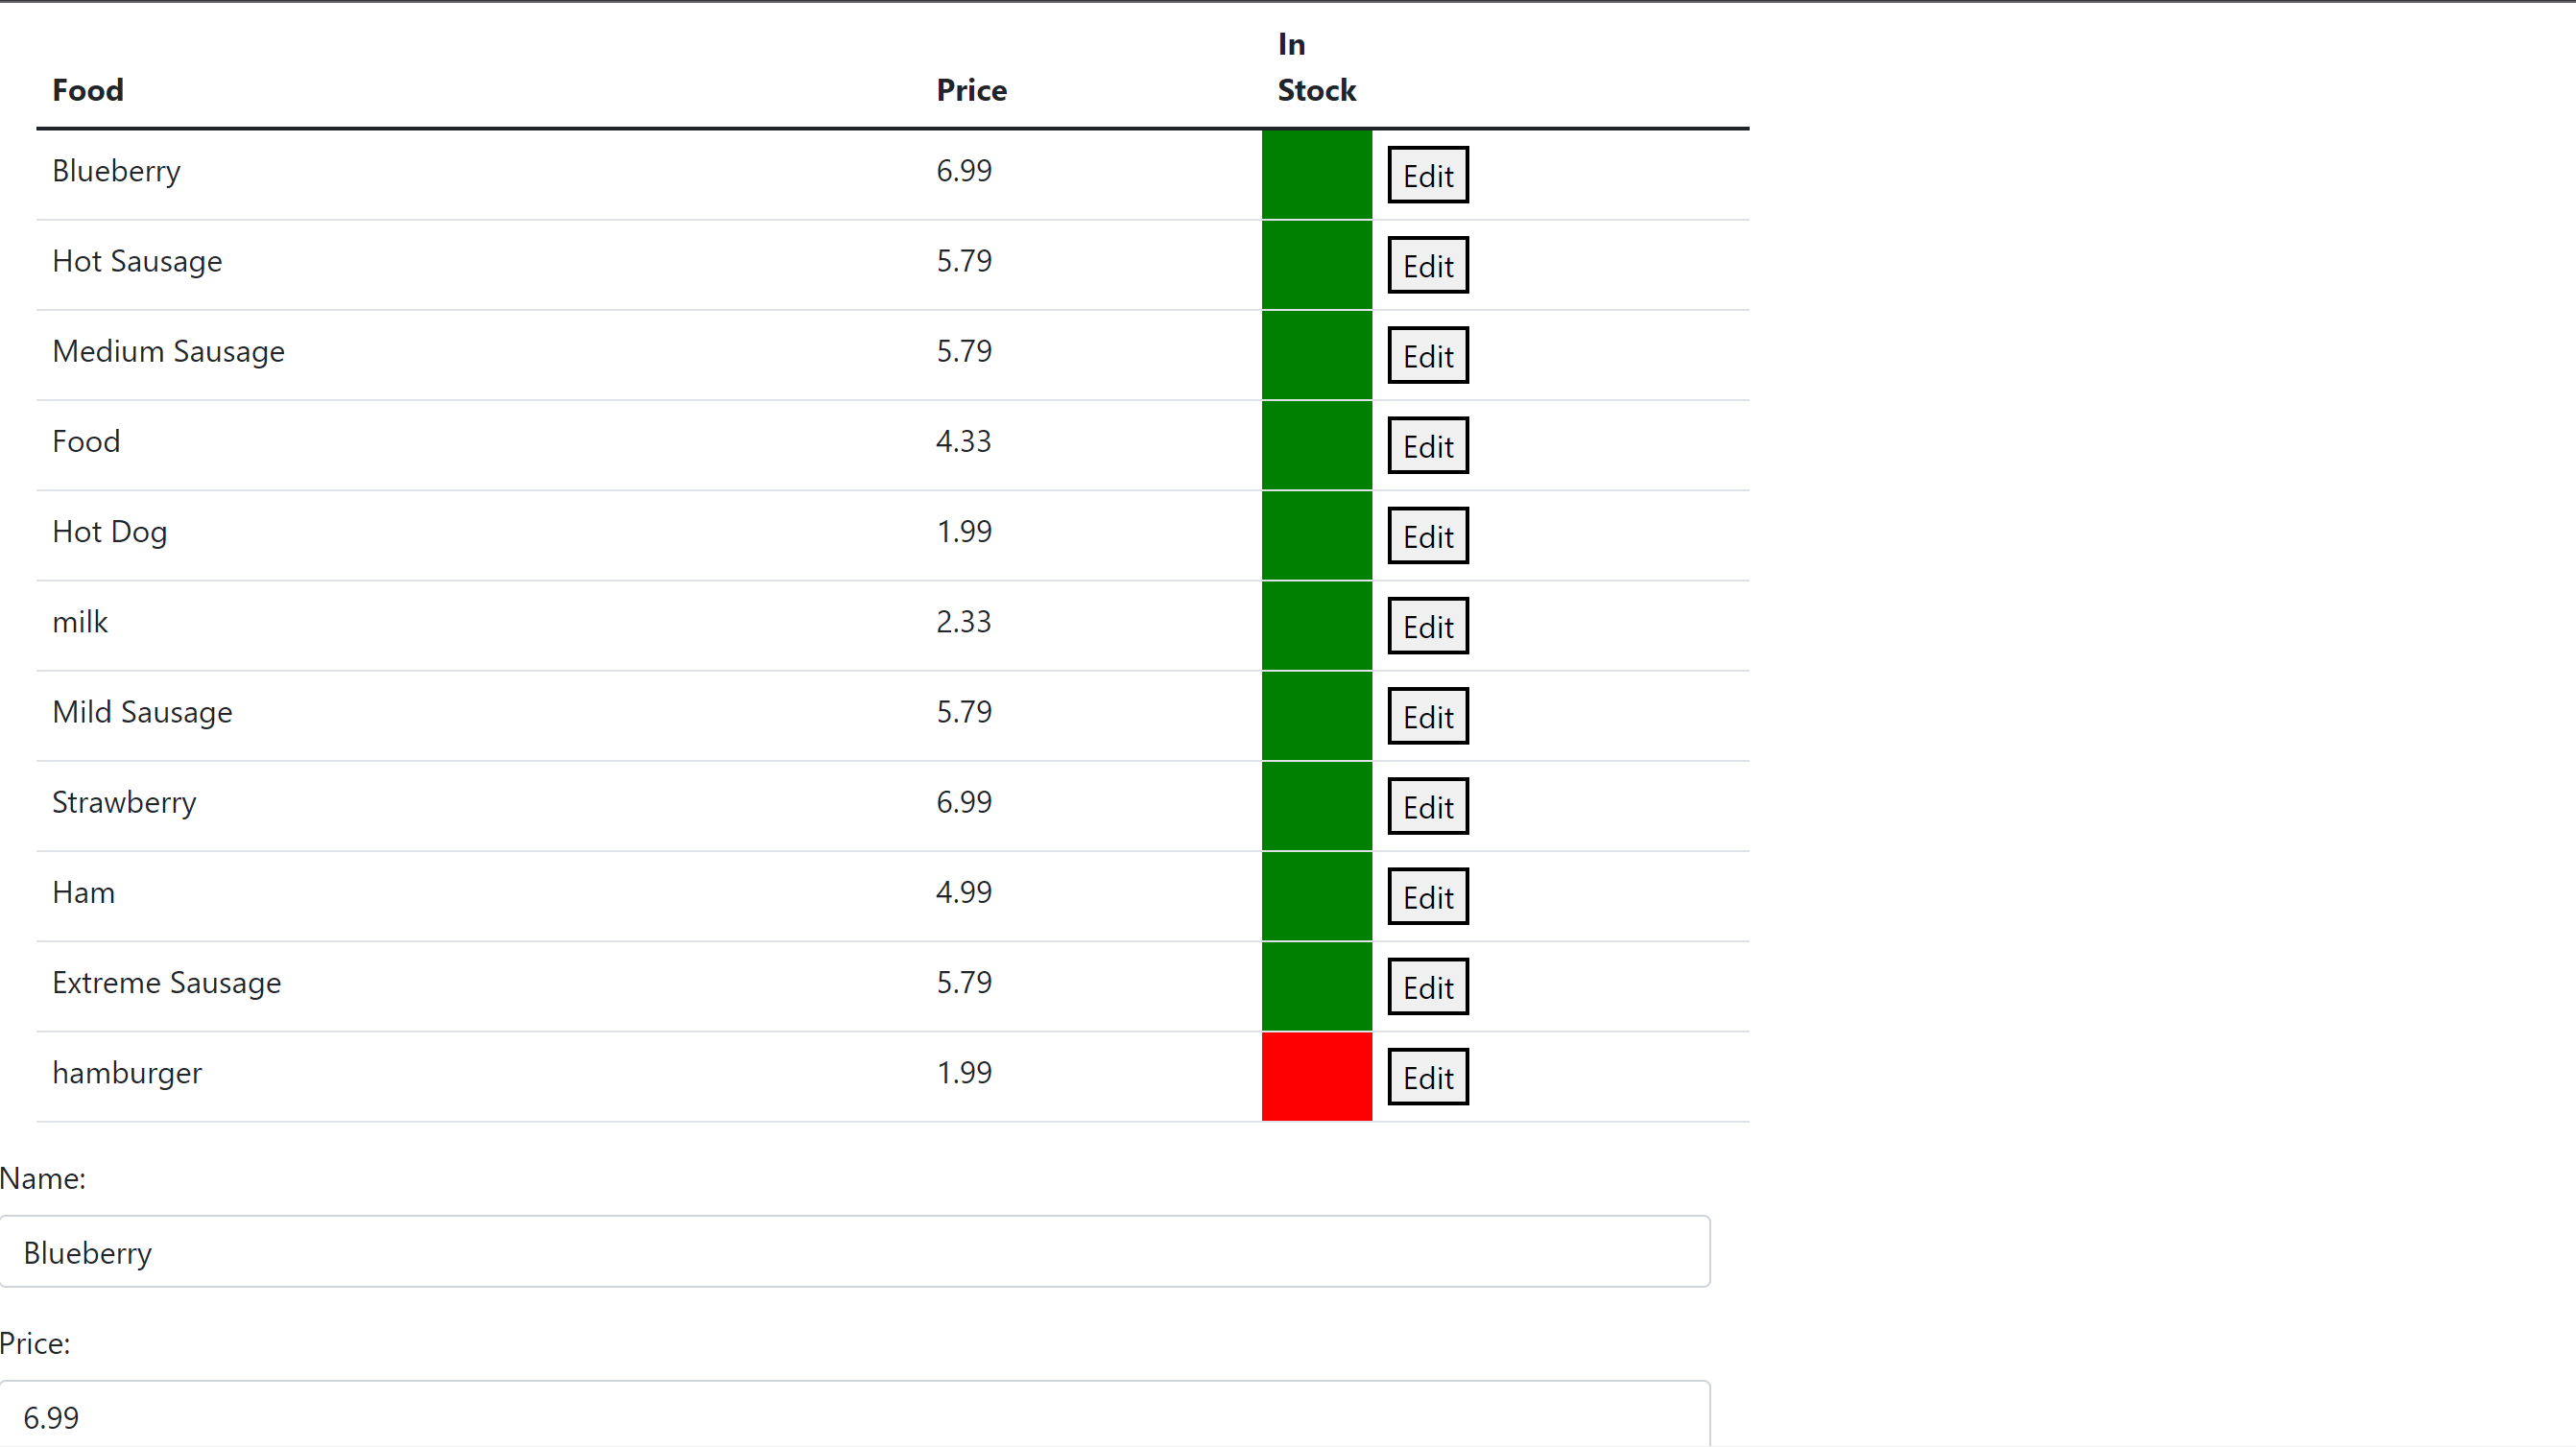 Food Price In Stock
Blueberry 6.99 Edit
Hot Sausage 5.79 Edit
Medium Sausage 5.79 Edit
Food 4.33 Edit
Hot Dog 1.99 Edit
milk 2.33 Edit
Mild Sausage 5.79 Edit
Strawberry 6.99 Edit
Ham 4.99 Edit
Extreme Sausage 5.79 Edit
hamburger 1.99 Edit
Name:
Blueberry
Price:
6.99